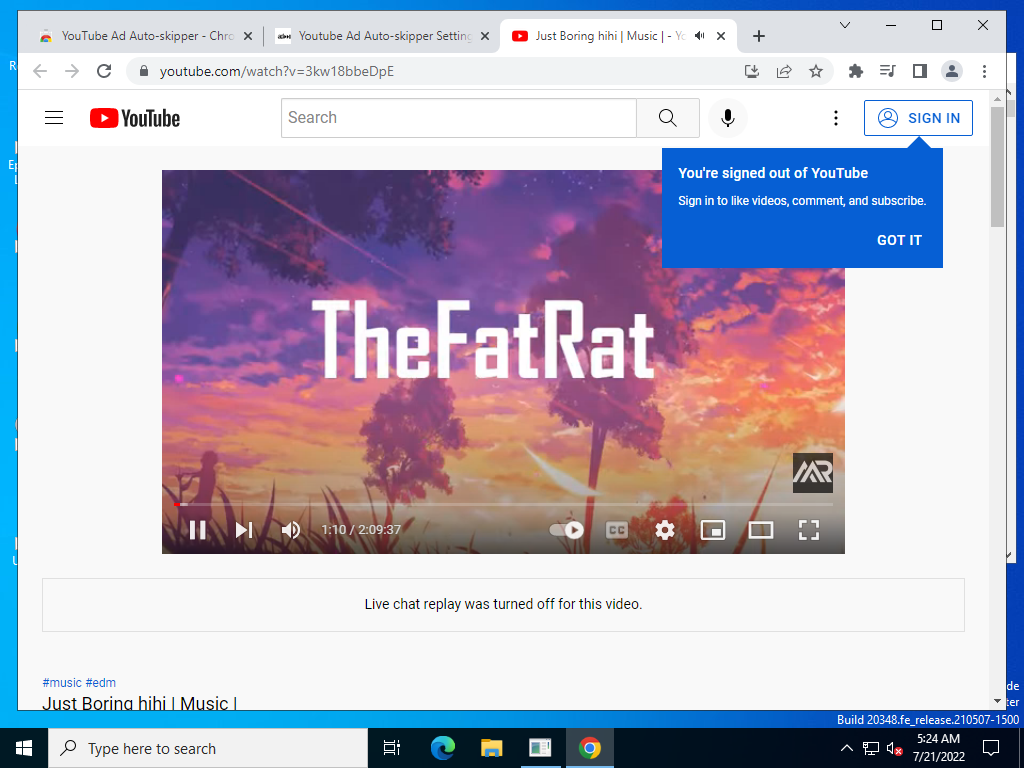 YouTube Ad Auto-skipper - Chro
Youtube Ad Auto-skipper Setting
Just Boring hihi | Music | - Yo
youtube.com/watch?v=3kw18bbeDpE
YouTube
Search
SIGN IN
You're signed out of YouTube
Sign in to like videos, comment, and subscribe.
GOT IT
TheFatRat
1:10 / 2:09:37
CC
Live chat replay was turned off for this video.
#music #edm
Just Boring hihi | Music |
Build 20348.fe_release.210507-1500
Type here to search
5:24 AM
7/21/2022